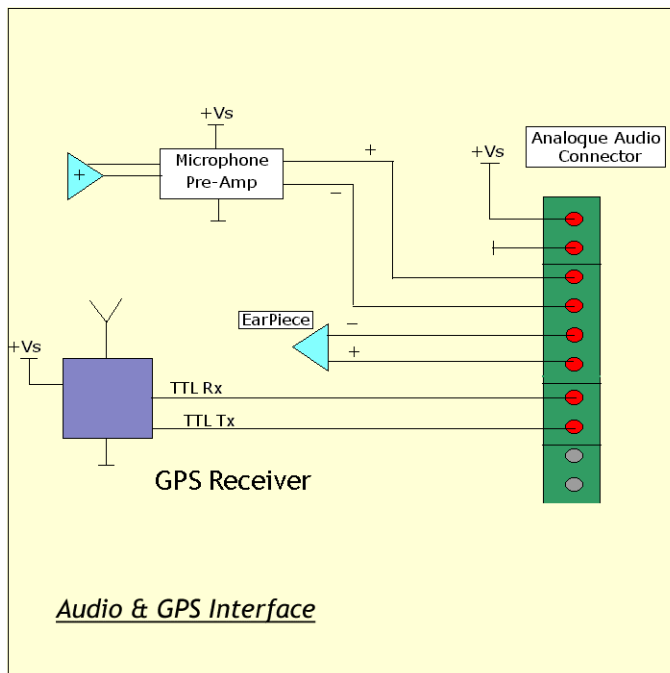 +Vs
Analoque Audio
Connector
+Vs
Microphone
Pre-Amp
+
+
−
EarPiece
−
+
+Vs
TTL Rx
TTL Tx
GPS Receiver
Audio & GPS Interface